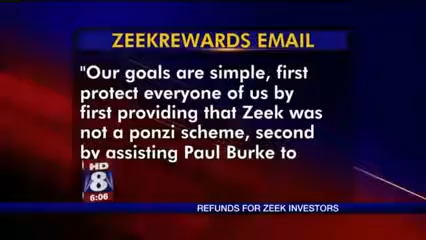 ZEEKREWARDS EMAIL
"Our goals are simple, first
protect everyone of us by
first providing that Zeek was
not a ponzi scheme, second
by assisting Paul Burke to
HD
8
6:06
REFUNDS FOR ZEEK INVESTORS